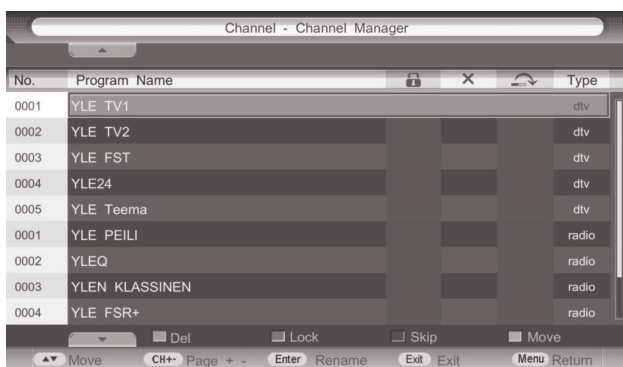 Channel - Channel Manager
No. Program Name Type
0001 YLE TV1 dtv
0002 YLE TV2 dtv
0003 YLE FST dtv
0004 YLE24 dtv
0005 YLE Teema dtv
0001 YLE PEILI radio
0002 YLEQ radio
0003 YLEN KLASSINEN radio
0004 YLE FSR+ radio
Del Lock Skip Move
Move CH+- Page + - Enter Rename Exit Exit Menu Return